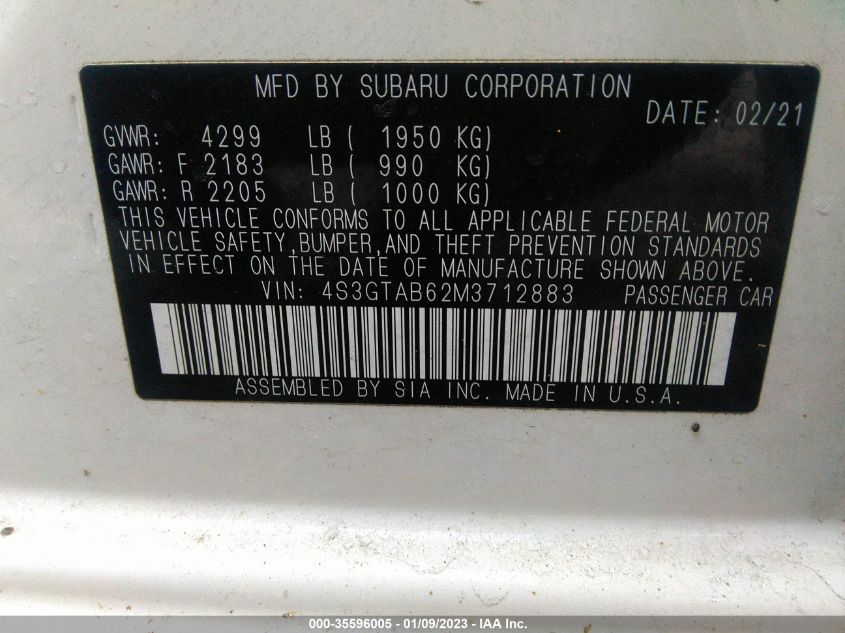 MFD BY SUBARU CORPORATION
DATE: 02/21
GVWR: 4299 LB ( 1950 KG)
GAWR: F 2183 LB ( 990 KG)
GAWR: R 2205 LB ( 1000 KG)
THIS VEHICLE CONFORMS TO ALL APPLICABLE FEDERAL MOTOR
VEHICLE SAFETY,BUMPER,AND THEFT PREVENTION STANDARDS
IN EFFECT ON THE DATE OF MANUFACTURE SHOWN ABOVE.
VIN: 4S3GTAB62M3712883 PASSENGER CAR
ASSEMBLED BY SIA INC. MADE IN U.S.A.
000-35596005 - 01/09/2023 - IAA Inc.